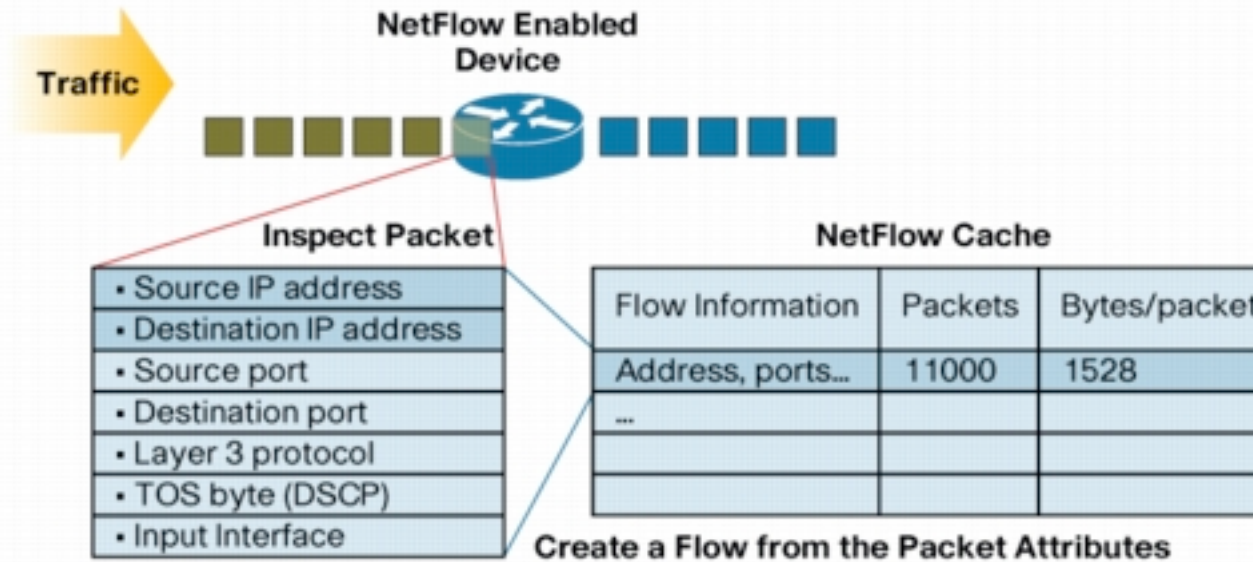 NetFlow Enabled
Device
Traffic
Inspect Packet
• Source IP address
• Destination IP address
• Source port
• Destination port
• Layer 3 protocol
• TOS byte (DSCP)
• Input Interface
NetFlow Cache
Flow Information Packets Bytes/packet
Address, ports... 11000 1528
...
Create a Flow from the Packet Attributes